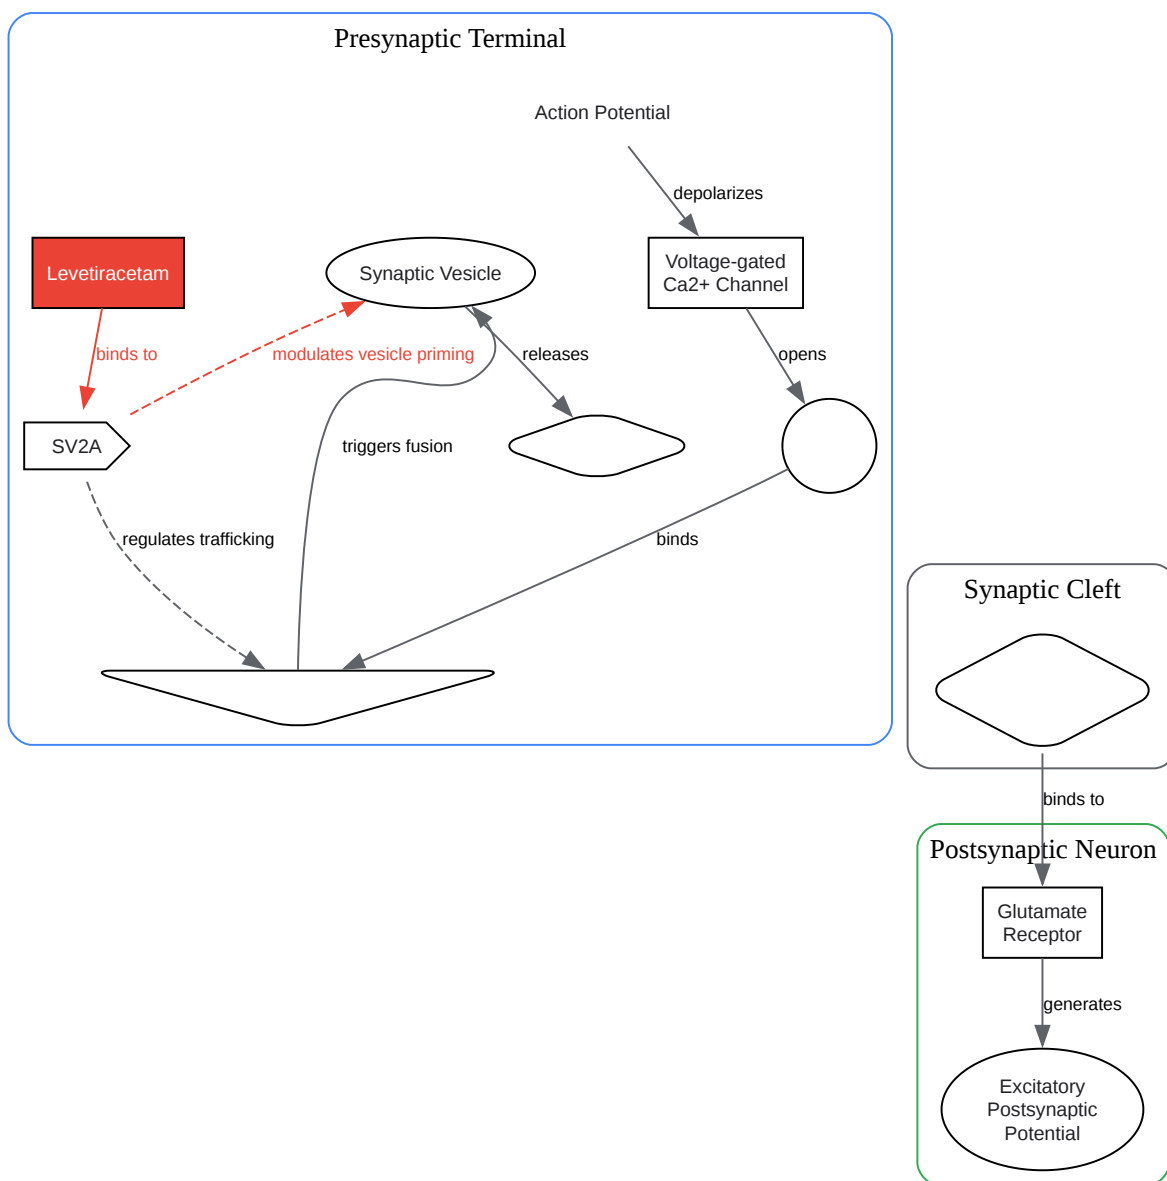 Presynaptic Terminal
Action Potential
depolarizes
Levetiracetam
Synaptic Vesicle
Voltage-gated
Ca2+ Channel
binds to
modulates vesicle priming
releases
opens
SV2A
triggers fusion
regulates trafficking
binds
Synaptic Cleft
binds to
Postsynaptic Neuron
Glutamate
Receptor
generates
Excitatory
Postsynaptic
Potential